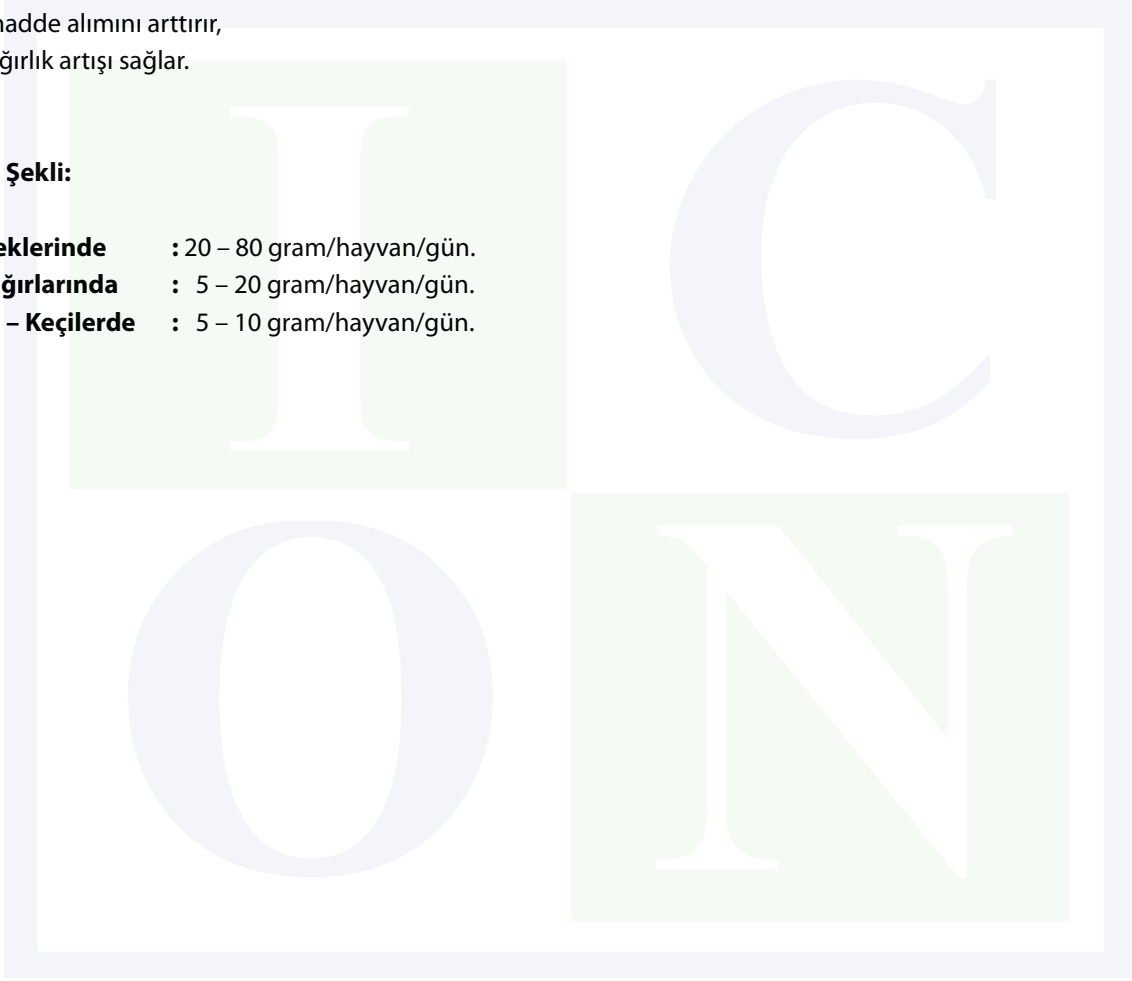 madde alımını arttırır,
ğırlık artışı sağlar.
Şekli:
eklerinde : 20 – 80 gram/hayvan/gün.
ğırlarında : 5 – 20 gram/hayvan/gün.
– Keçilerde : 5 – 10 gram/hayvan/gün.
I C
O N